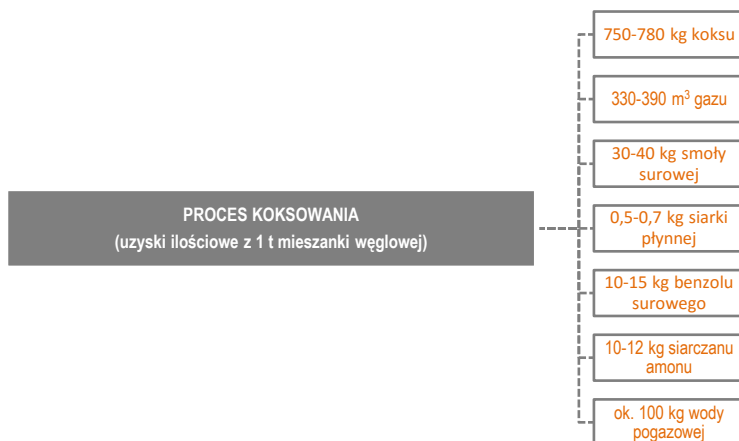 750-780 kg koksu
330-390 m³ gazu
30-40 kg smoły
surowej
PROCES KOKSOWANIA
(uzyski ilościowe z 1 t mieszanki węglowej)
0,5-0,7 kg siarki
płynnej
10-15 kg benzolu
surowego
10-12 kg siarczanu
amonu
ok. 100 kg wody
pogazowej